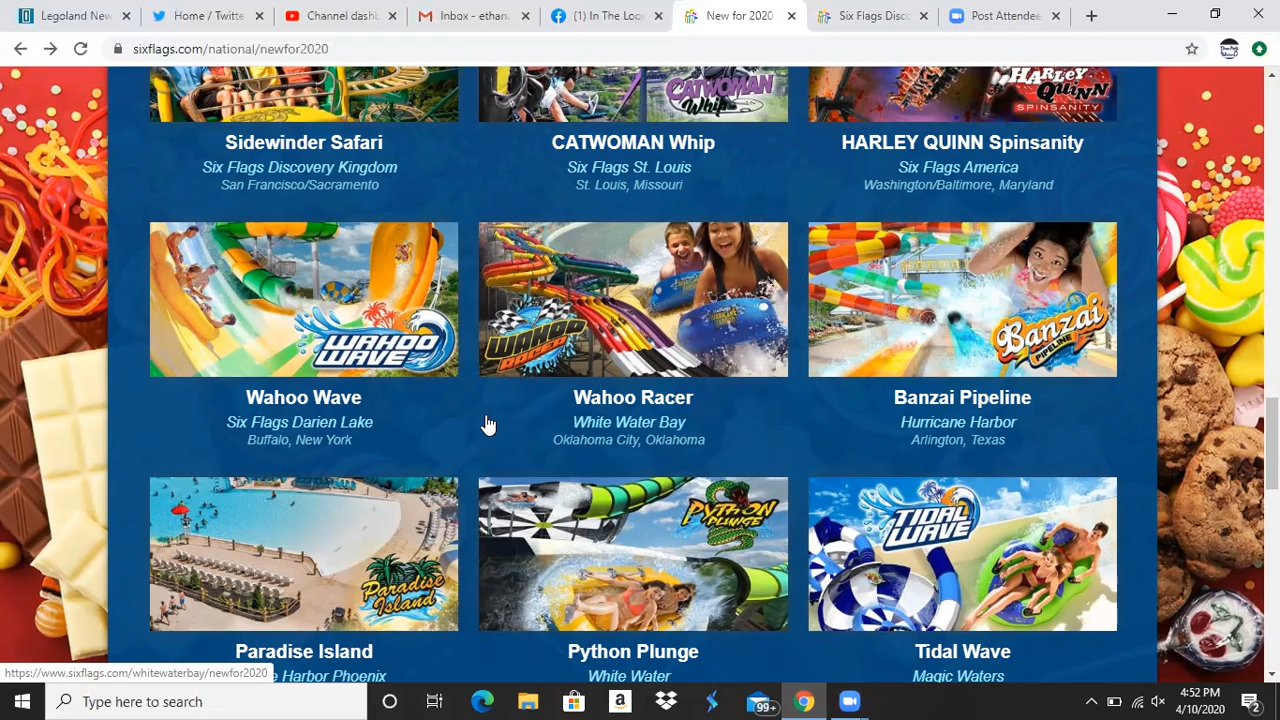 Legoland New
Home / Twitte
Channel dashb
Inbox - ethan
(1) In The Loo
New for 2020
Six Flags Disc
Post Attendee
sixflags.com/national/newfor2020
CATWOMAN
Whip
HARLEY
QUINN
SPINSANITY
Sidewinder Safari
Six Flags Discovery Kingdom
San Francisco/Sacramento
CATWOMAN Whip
Six Flags St. Louis
St. Louis, Missouri
HARLEY QUINN Spinsanity
Six Flags America
Washington/Baltimore, Maryland
WAHOO
WAVE
WAHOO
RACER
Banzai
PIPELINE
Wahoo Wave
Six Flags Darien Lake
Buffalo, New York
Wahoo Racer
White Water Bay
Oklahoma City, Oklahoma
Banzai Pipeline
Hurricane Harbor
Arlington, Texas
Paradise
Island
PYTHON
PLUNGE
TIDAL
WAVE
Paradise Island
e Harbor Phoenix
Python Plunge
White Water
Tidal Wave
Magic Waters
https://www.sixflags.com/whitewaterbay/newfor2020
Type here to search
99+
4:52 PM
4/10/2020
2